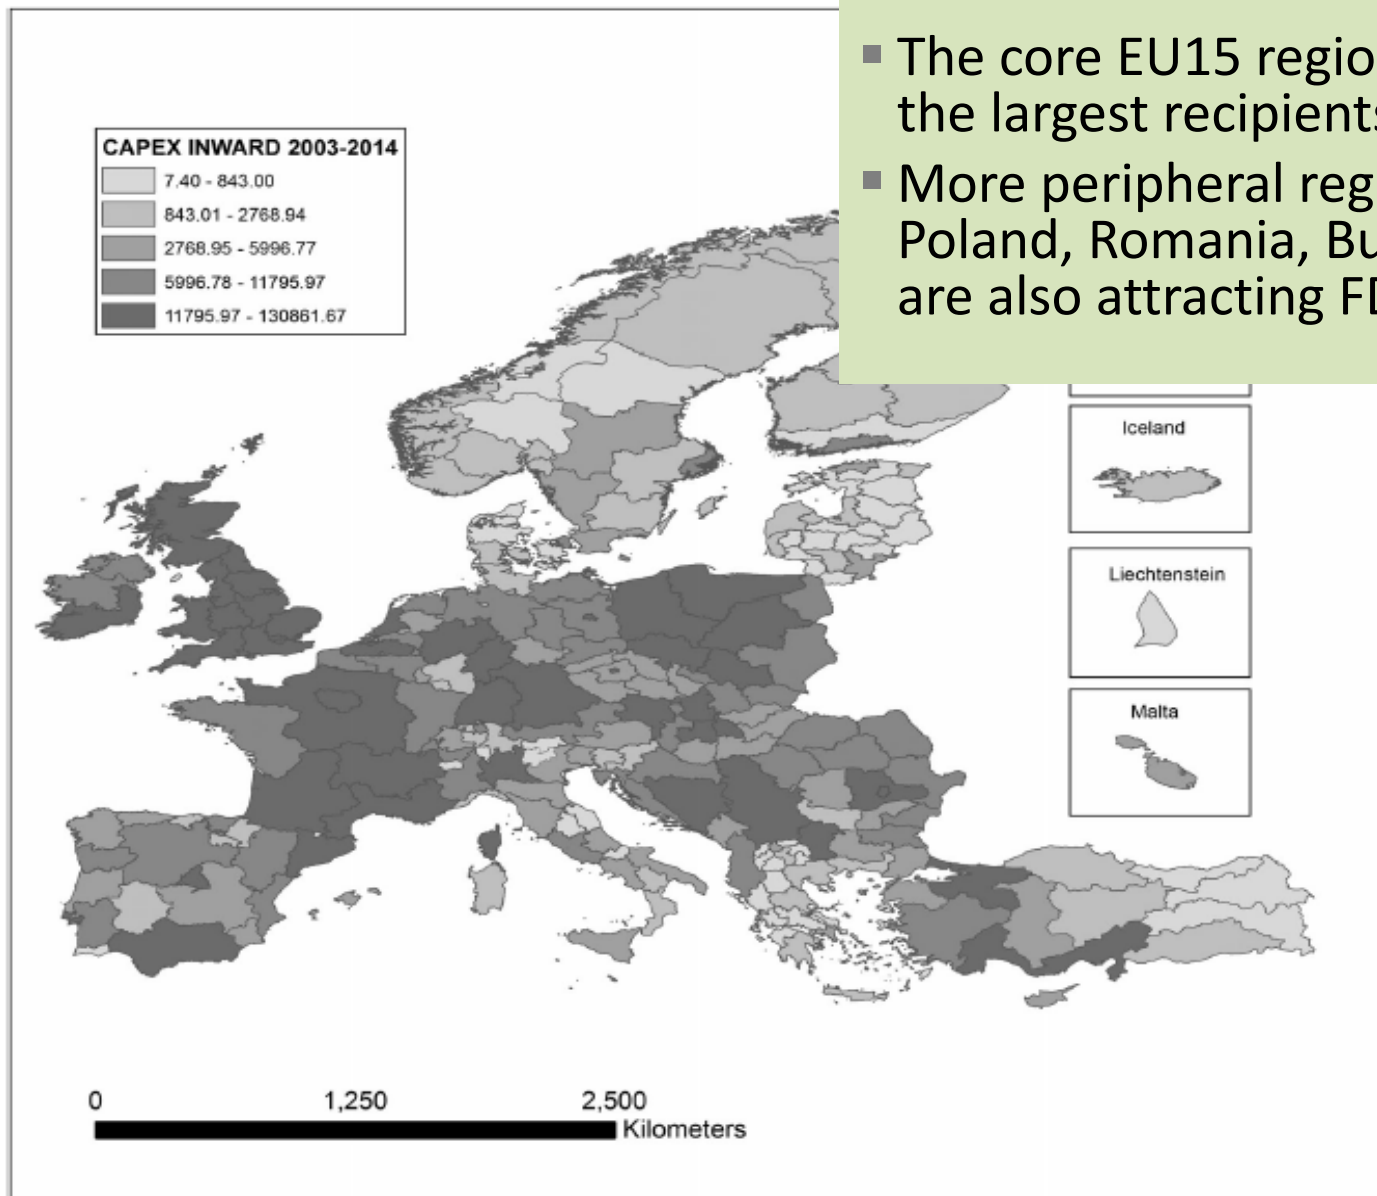 The core EU15 regio
the largest recipients
More peripheral reg
Poland, Romania, Bu
are also attracting FD
CAPEX INWARD 2003-2014
7.40 - 843.00
843.01 - 2768.94
2768.95 - 5996.77
5996.78 - 11795.97
11795.97 - 130861.67
Iceland
Liechtenstein
Malta
0 1,250 2,500
Kilometers